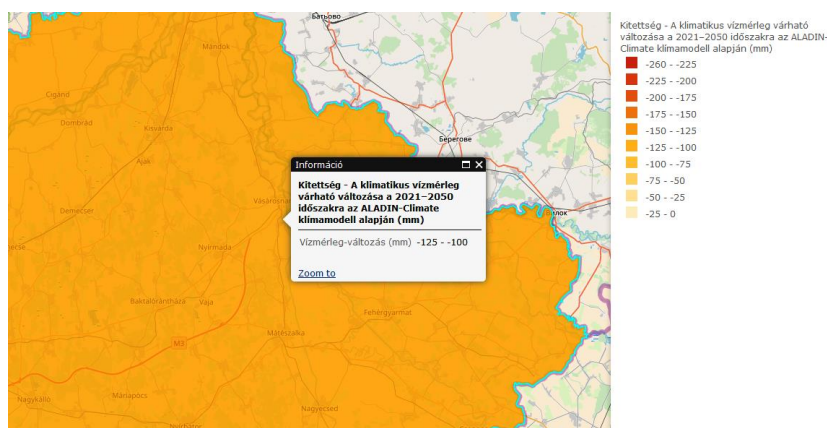 Батьово
Mándok
Cigánd
Dombrád
Kisvárda
Берегове
Ajak
Információ
Kitettség - A klimatikus vízmérleg
várható változása a 2021–2050
időszakra az ALADIN-Climate
klímamodell alapján (mm)
Vízmérleg-változás (mm) -125 - -100
Zoom to
Demecser
Nyírmada
Baktalórántháza
Vaja
Fehérgyarmat
Mátészalka
M3
Nagykálló
Máriapócs
Nagyecsed
Kitettség - A klimatikus vízmérleg várható
változása a 2021–2050 időszakra az ALADIN-
Climate klímamodell alapján (mm)
-260 - -225
-225 - -200
-200 - -175
-175 - -150
-150 - -125
-125 - -100
-100 - -75
-75 - -50
-50 - -25
-25 - 0